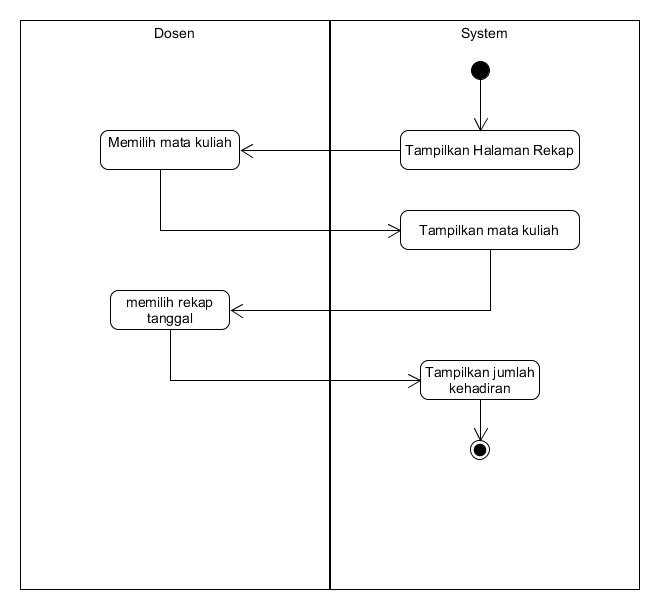 Dosen
System
Memilih mata kuliah
Tampilkan Halaman Rekap
Tampilkan mata kuliah
memilih rekap
tanggal
Tampilkan jumlah
kehadiran